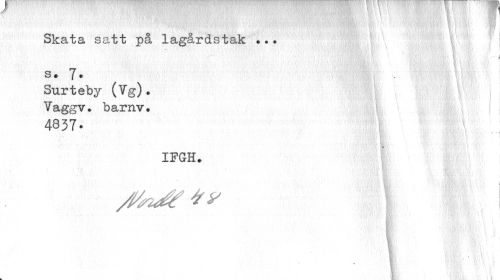 Skata satt på lagårdstak ...
s. 7.
Surteby (Vg).
Vaggv. barnv.
4837.
IFGH.
Nordl 48